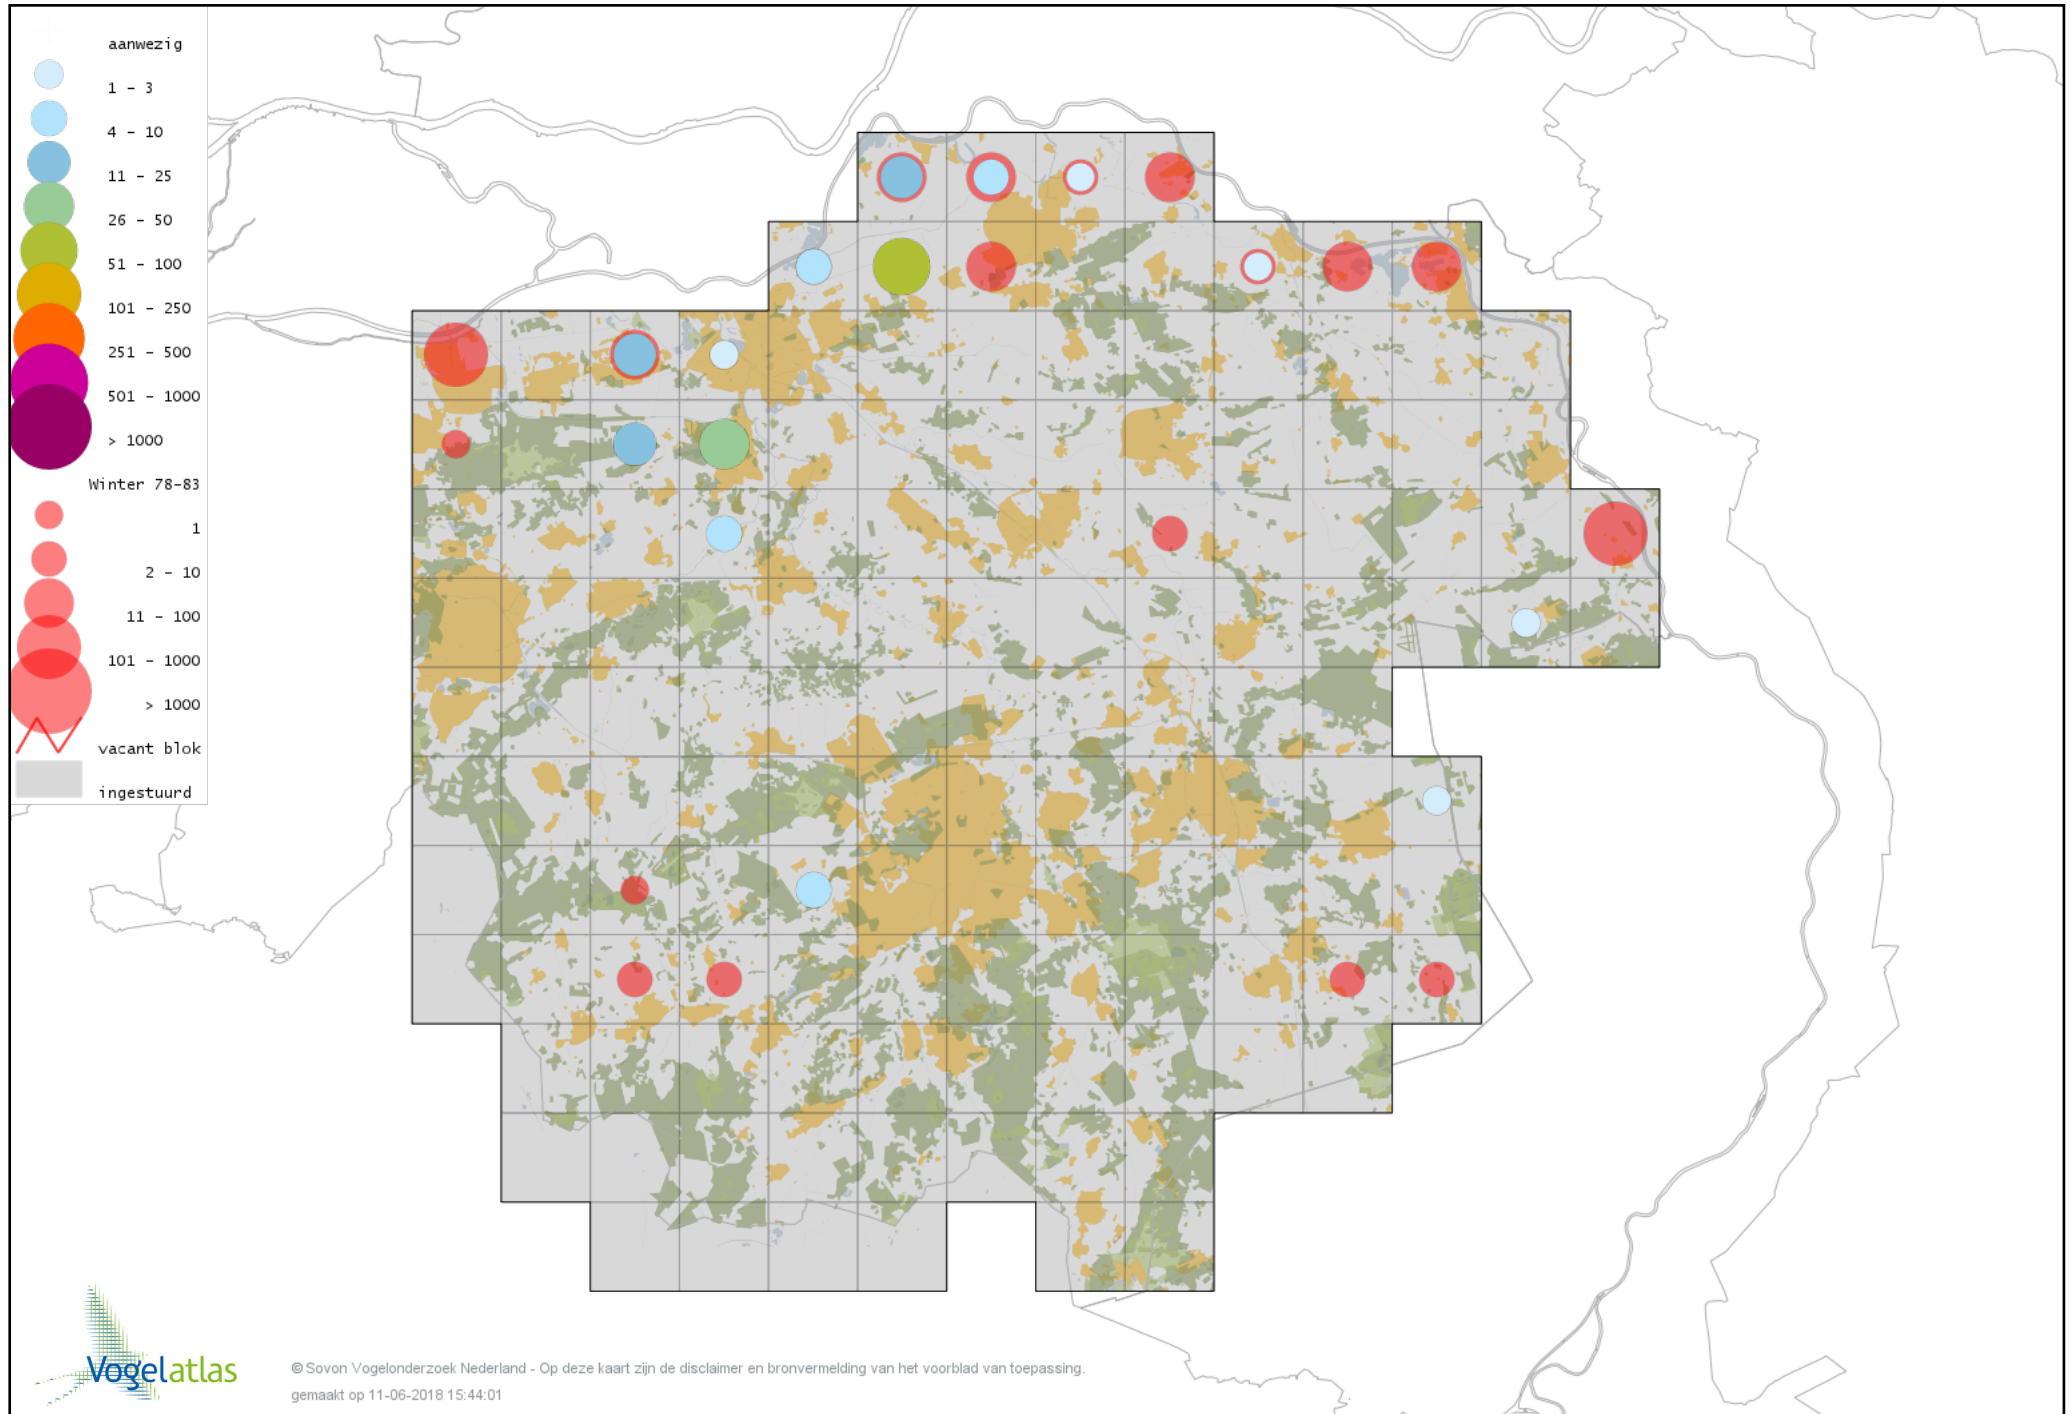 aanwezig
1 - 3
4 - 10
11 - 25
26 - 50
51 - 100
101 - 250
251 - 500
501 - 1000
> 1000
Winter 78-83
1
2 - 10
11 - 100
101 - 1000
> 1000
vacant blok
ingestuurd
Vogelatlas
© Sovon Vogelonderzoek Nederland - Op deze kaart zijn de disclaimer en bronvermelding van het voorblad van toepassing.
gemaakt op 11-06-2018 15:44:01